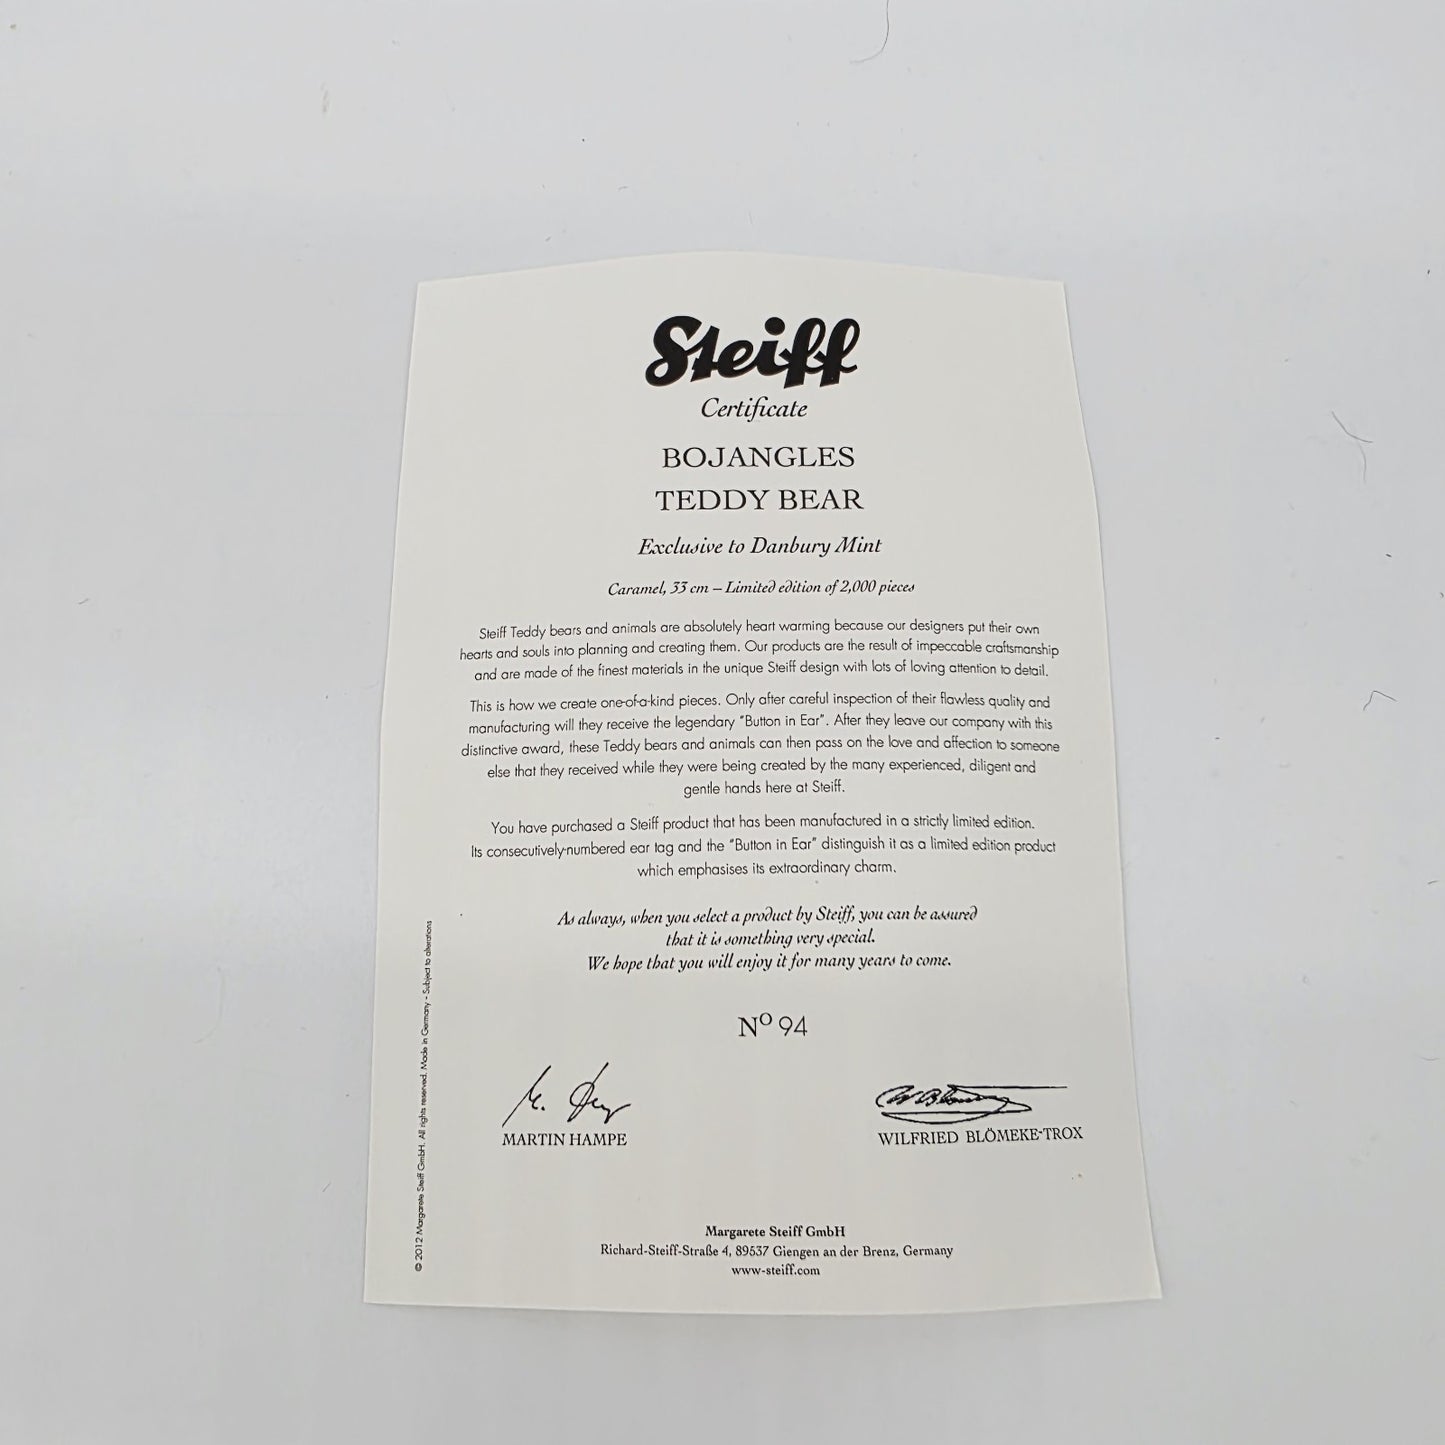 Steiff
Certificate
BOJANGLES
TEDDY BEAR
Exclusive to Danbury Mint
Caramel, 33 cm – Limited edition of 2,000 pieces
Steiff Teddy bears and animals are absolutely heart warming because our designers put their own
hearts and souls into planning and creating them. Our products are the result of impeccable craftsmanship
and are made of the finest materials in the unique Steiff design with lots of loving attention to detail.
This is how we create one-of-a-kind pieces. Only after careful inspection of their flawless quality and
manufacturing will they receive the legendary "Button in Ear". After they leave our company with this
distinctive award, these Teddy bears and animals can then pass on the love and affection to someone
else that they received while they were being created by the many experienced, diligent and
gentle hands here at Steiff.
You have purchased a Steiff product that has been manufactured in a strictly limited edition.
Its consecutively-numbered ear tag and the "Button in Ear" distinguish it as a limited edition product
which emphasises its extraordinary charm.
As always, when you select a product by Steiff, you can be assured
that it is something very special.
We hope that you will enjoy it for many years to come.
Nº 94
MARTIN HAMPE
WILFRIED BLÖMEKE-TROX
Margarete Steiff GmbH
Richard-Steiff-Straße 4, 89537 Giengen an der Brenz, Germany
www-steiff.com
© 2012 Margarete Steiff GmbH. All rights reserved. Made in Germany - Subject to alterations